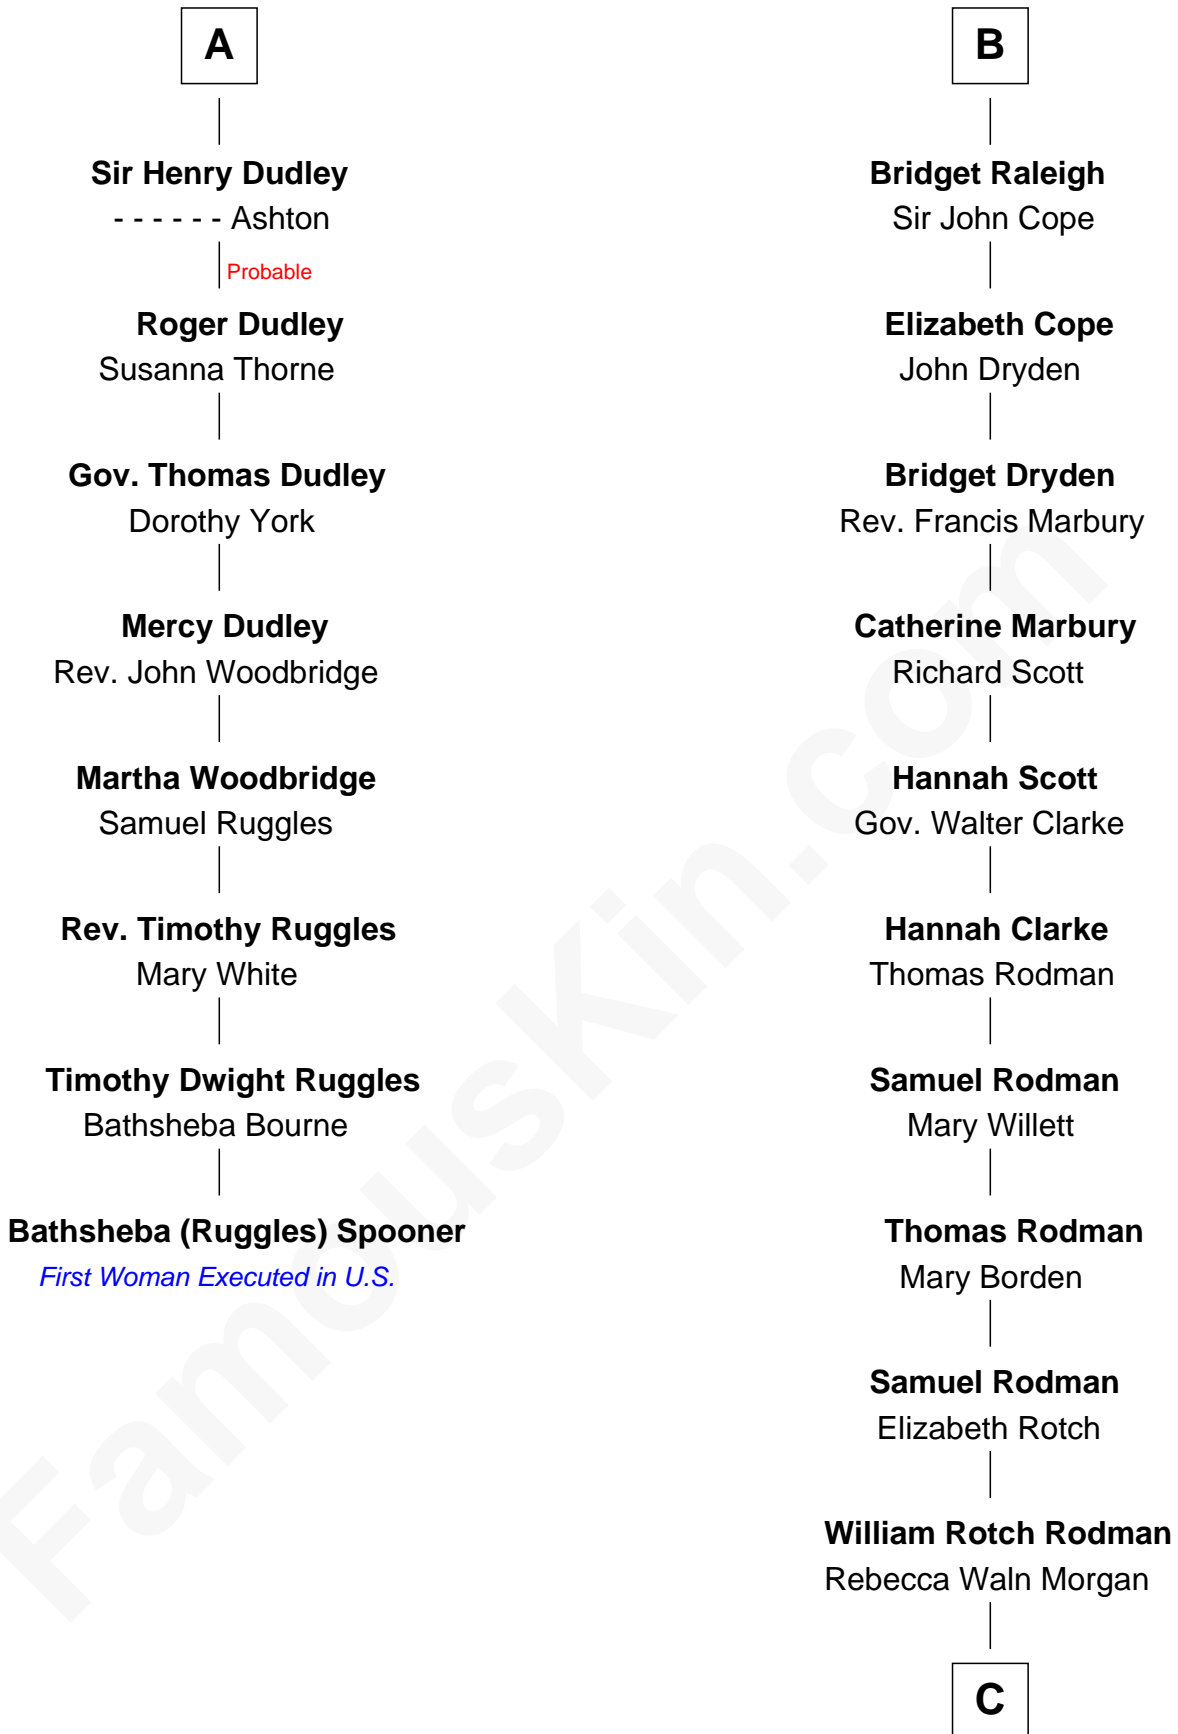 A
Sir Henry Dudley
- - - - - - Ashton
Probable
Roger Dudley
Susanna Thorne
Gov. Thomas Dudley
Dorothy York
Mercy Dudley
Rev. John Woodbridge
Martha Woodbridge
Samuel Ruggles
Rev. Timothy Ruggles
Mary White
Timothy Dwight Ruggles
Bathsheba Bourne
Bathsheba (Ruggles) Spooner
First Woman Executed in U.S.
B
Bridget Raleigh
Sir John Cope
Elizabeth Cope
John Dryden
Bridget Dryden
Rev. Francis Marbury
Catherine Marbury
Richard Scott
Hannah Scott
Gov. Walter Clarke
Hannah Clarke
Thomas Rodman
Samuel Rodman
Mary Willett
Thomas Rodman
Mary Borden
Samuel Rodman
Elizabeth Rotch
William Rotch Rodman
Rebecca Waln Morgan
C
FamousKin.com